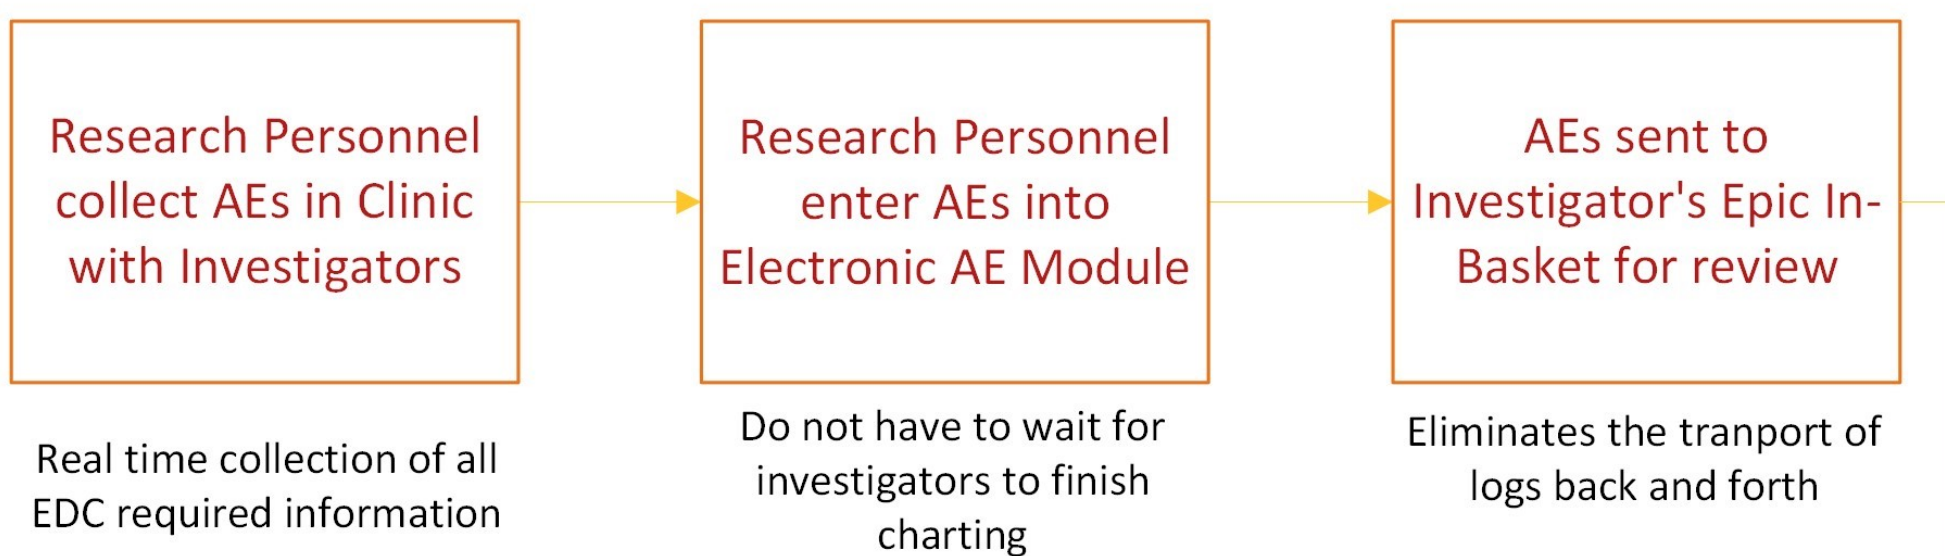 Research Personnel
collect AEs in Clinic
with Investigators
Research Personnel
enter AEs into
Electronic AE Module
AEs sent to
Investigator's Epic In-
Basket for review
Real time collection of all
EDC required information
Do not have to wait for
investigators to finish
charting
Eliminates the tranport of
logs back and forth